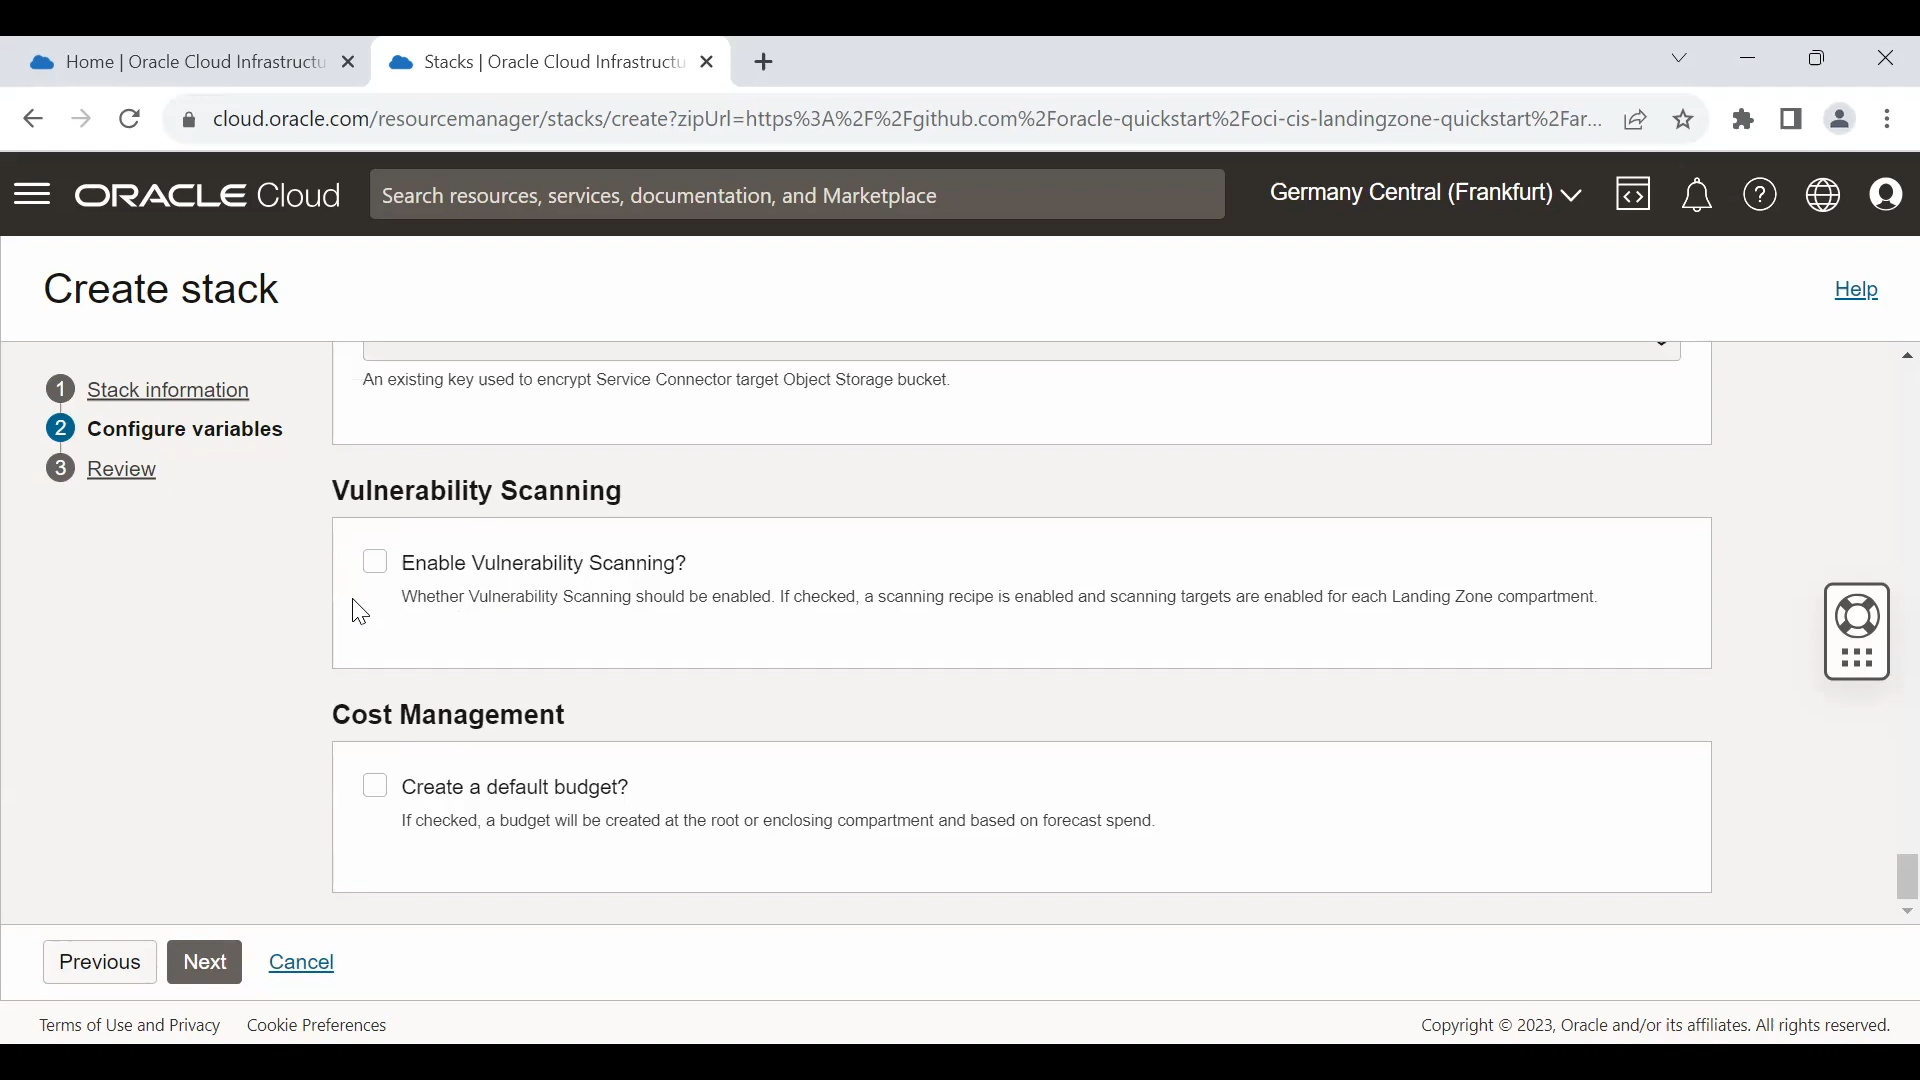 Home | Oracle Cloud Infrastructu
Stacks | Oracle Cloud Infrastructu
cloud.oracle.com/resourcemanager/stacks/create?zipUrl=https%3A%2F%2Fgithub.com%2Foracle-quickstart%2Foci-cis-landingzone-quickstart%2Far...
ORACLE Cloud
Search resources, services, documentation, and Marketplace
Germany Central (Frankfurt)
Create stack
Help
1 Stack information
2 Configure variables
3 Review
An existing key used to encrypt Service Connector target Object Storage bucket.
Vulnerability Scanning
Enable Vulnerability Scanning?
Whether Vulnerability Scanning should be enabled. If checked, a scanning recipe is enabled and scanning targets are enabled for each Landing Zone compartment.
Cost Management
Create a default budget?
If checked, a budget will be created at the root or enclosing compartment and based on forecast spend.
Previous
Next
Cancel
Terms of Use and Privacy
Cookie Preferences
Copyright © 2023, Oracle and/or its affiliates. All rights reserved.